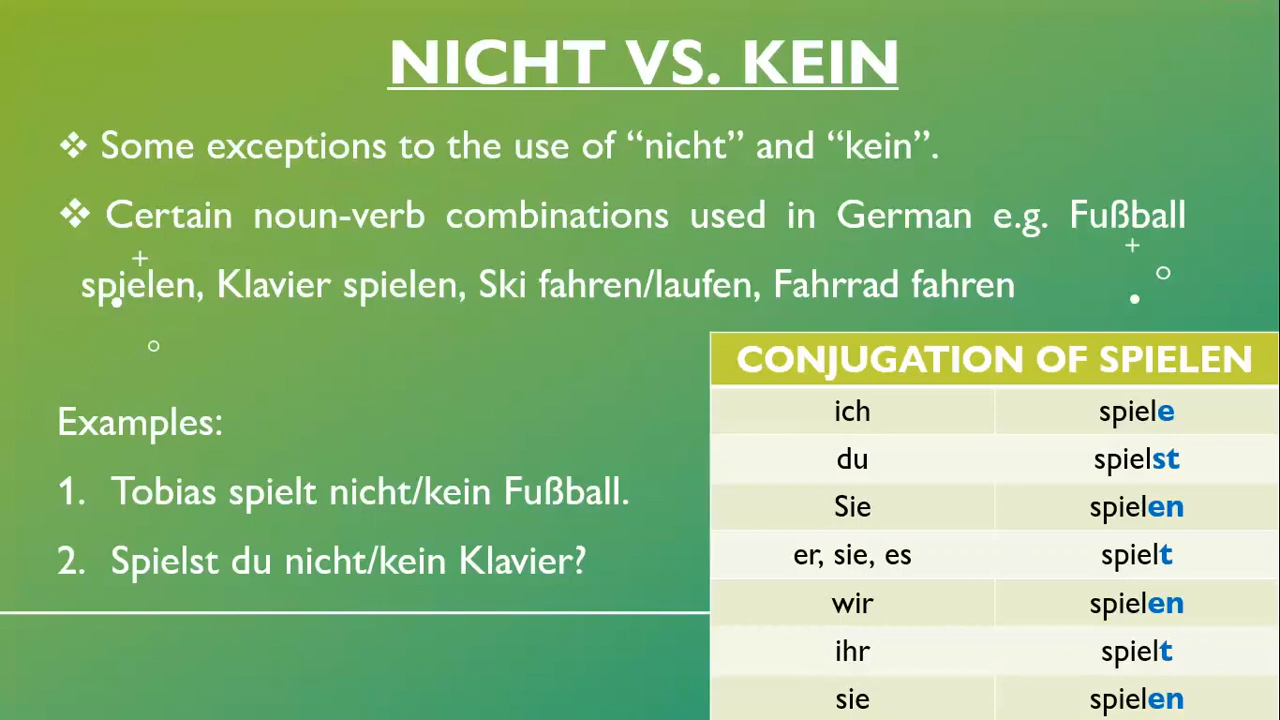 NICHT VS. KEIN
❖ Some exceptions to the use of “nicht” and “kein”.
❖ Certain noun-verb combinations used in German e.g. Fußball
spielen, Klavier spielen, Ski fahren/laufen, Fahrrad fahren
Examples:
1. Tobias spielt nicht/kein Fußball.
2. Spielst du nicht/kein Klavier?
CONJUGATION OF SPIELEN
ich spiele
du spielst
Sie spielen
er, sie, es spielt
wir spielen
ihr spielt
sie spielen